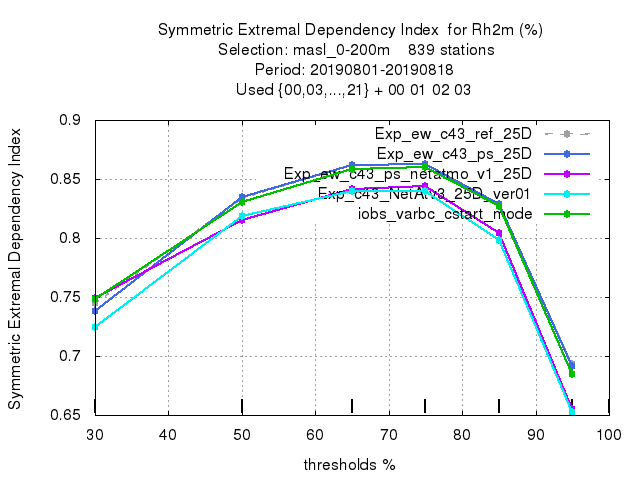 Symmetric Extremal Dependency Index for Rh2m (%)
Selection: masl_0-200m 839 stations
Period: 20190801-20190818
Used {00,03,...,21} + 00 01 02 03
Symmetric Extremal Dependency Index
0.9
0.85
0.8
0.75
0.7
0.65
Exp_ew_c43_ref_25D
Exp_ew_c43_ps_25D
Exp_ew_c43_ps_netatmo_v1_25D
Exp_c43_NetAtv3_25D_ver01
iobs_varbc_cstart_mode
30 40 50 60 70 80 90 100
thresholds %